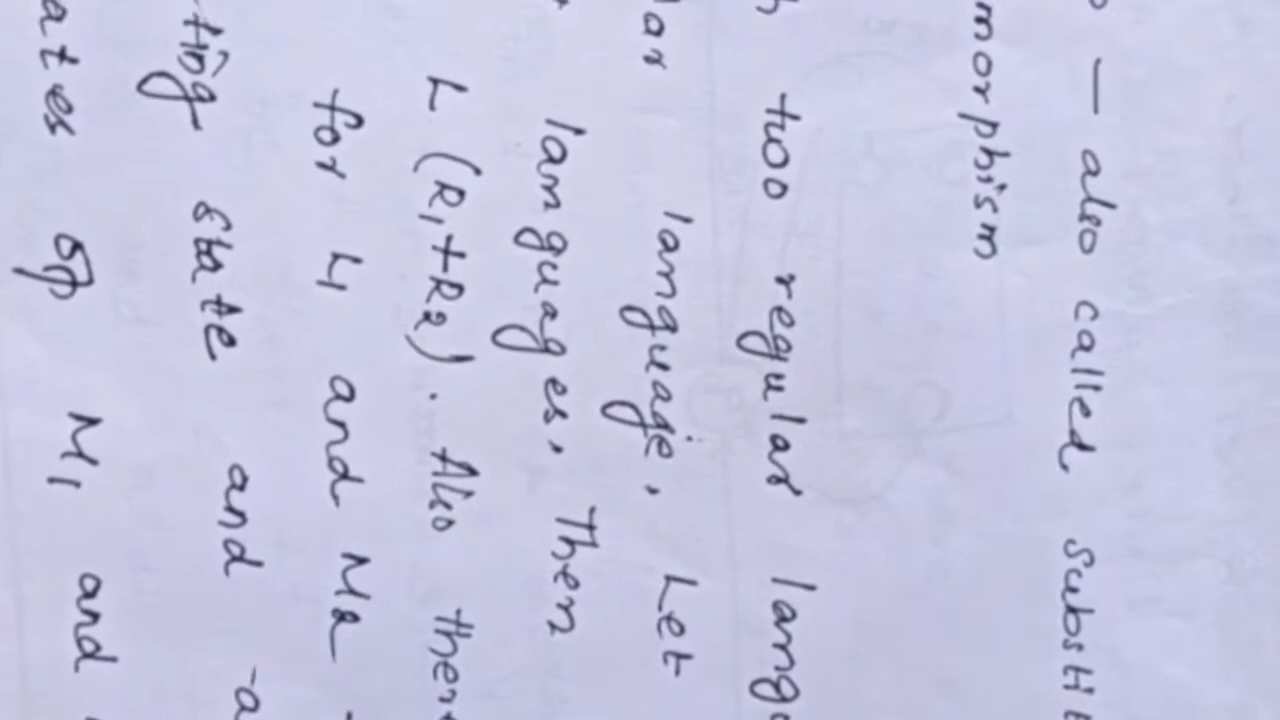 — also called substi
morphism
two regular lang
lar language. Let
languages. Then
L (R1+R2). Also ther
for L1 and M2
ting state and a
ates of M1 and